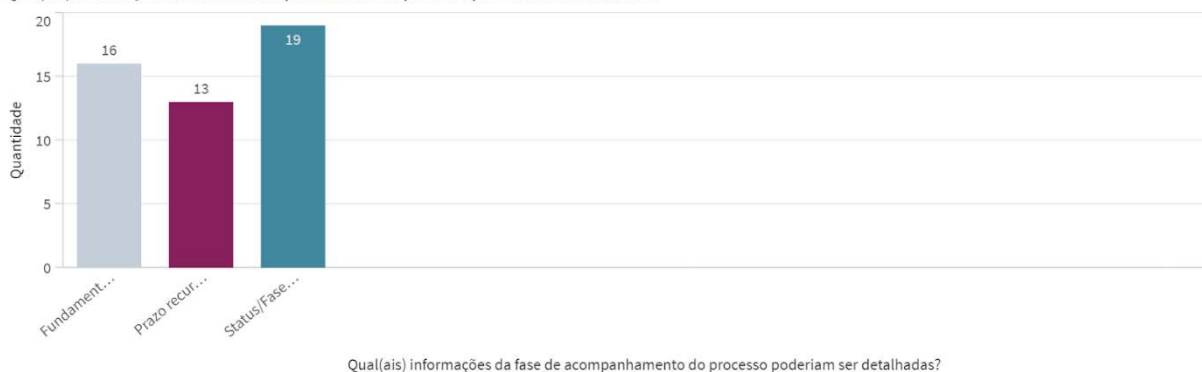 20
16
19
15
13
10
5
0
Quantidade
Fundament...
Prazo recur...
Status/Fase...
Qual(ais) informações da fase de acompanhamento do processo poderiam ser detalhadas?